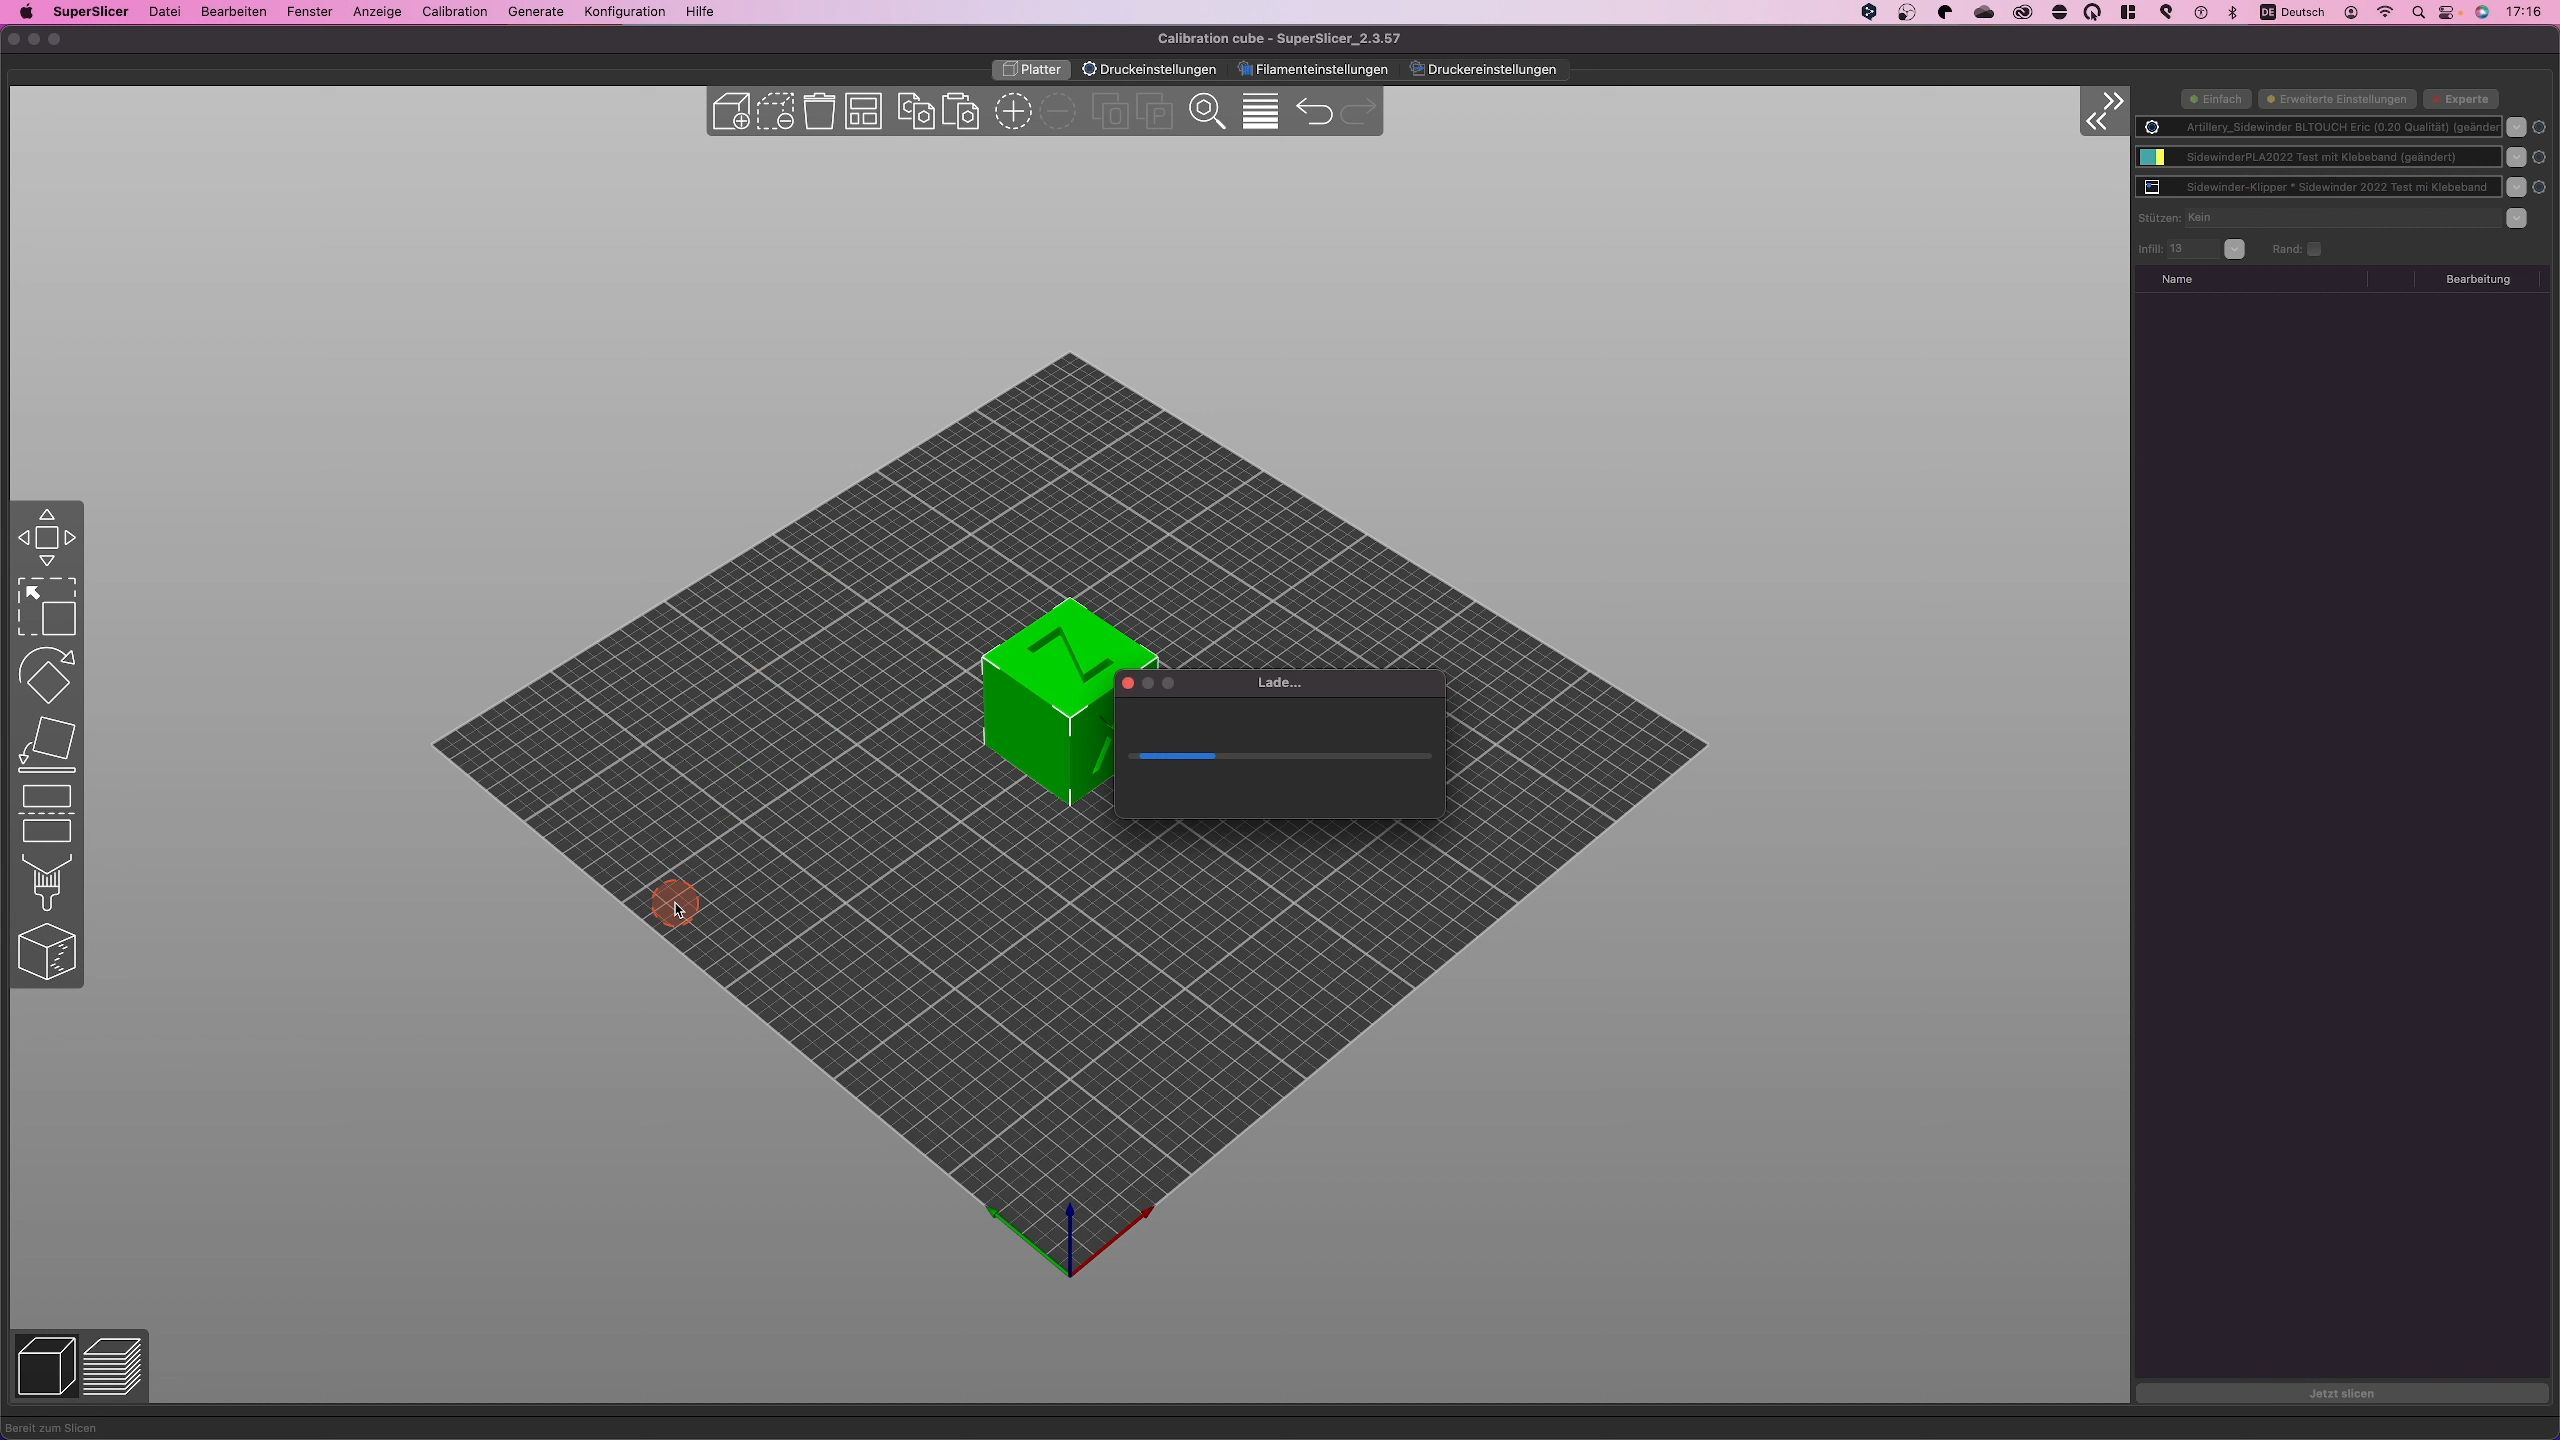 SuperSlicer Datei Bearbeiten Fenster Anzeige Calibration Generate Konfiguration Hilfe DE Deutsch 17:16
Calibration cube - SuperSlicer_2.3.57
Platter Druckeinstellungen Filamenteinstellungen Druckereinstellungen
Einfach Erweiterte Einstellungen Experte
Artillery_Sidewinder BLTOUCH Eric (0.20 Qualität) (geänder
SidewinderPLA2022 Test mit Klebeband (geändert)
Sidewinder-Klipper * Sidewinder 2022 Test mi Klebeband
Stützen: Kein
Infill: 13 Rand:
Name Bearbeitung
Z
Lade...
Jetzt slicen
Bereit zum Slicen